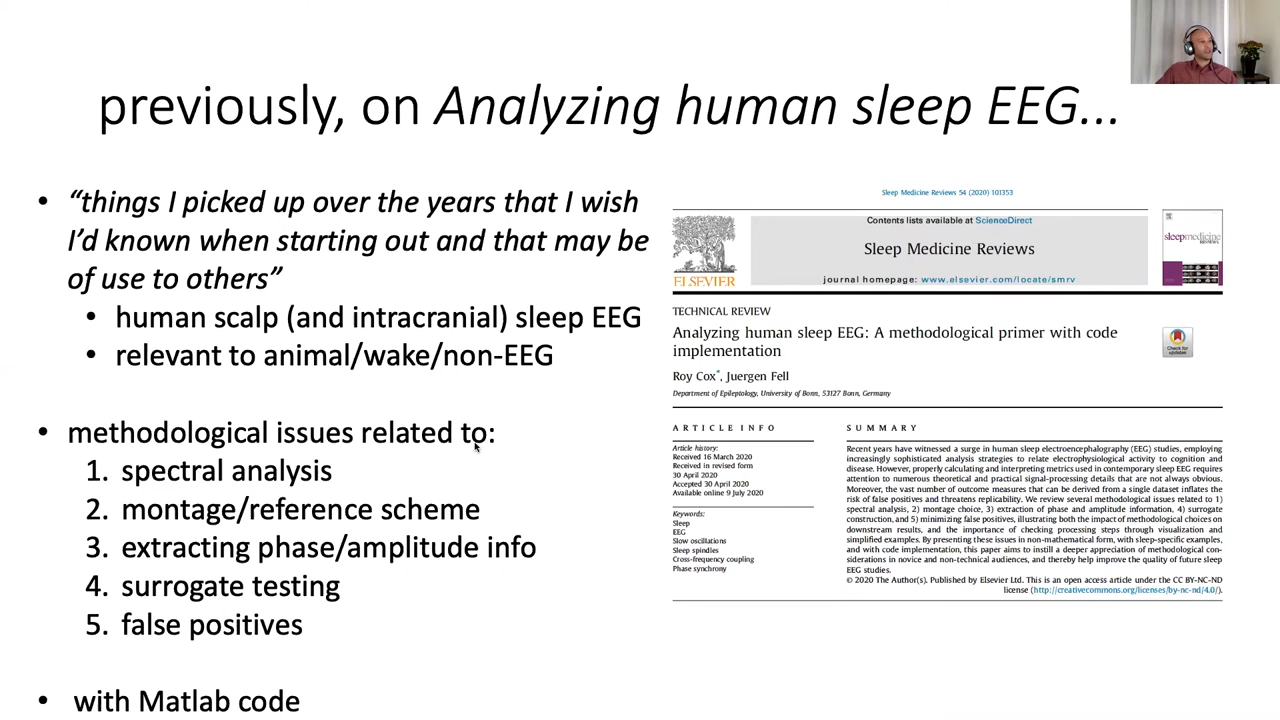 previously, on Analyzing human sleep EEG...
• “things I picked up over the years that I wish
I’d known when starting out and that may be
of use to others”
• human scalp (and intracranial) sleep EEG
• relevant to animal/wake/non-EEG
• methodological issues related to:
1. spectral analysis
2. montage/reference scheme
3. extracting phase/amplitude info
4. surrogate testing
5. false positives
• with Matlab code
Sleep Medicine Reviews 54 (2020) 101353
ELSEVIER
Contents lists available at ScienceDirect
Sleep Medicine Reviews
journal homepage: www.elsevier.com/locate/smrv
sleepmedicine
REVIEWS
TECHNICAL REVIEW
Analyzing human sleep EEG: A methodological primer with code
implementation
Check for
updates
Roy Cox*, Juergen Fell
Department of Epileptology, University of Bonn, 53127 Bonn, Germany
ARTICLE INFO
Article history:
Received 16 March 2020
Received in revised form
30 April 2020
Accepted 30 April 2020
Available online 9 July 2020
Keywords:
Sleep
EEG
Slow oscillations
Sleep spindles
Cross-frequency coupling
Phase synchrony
SUMMARY
Recent years have witnessed a surge in human sleep electroencephalography (EEG) studies, employing
increasingly sophisticated analysis strategies to relate electrophysiological activity to cognition and
disease. However, properly calculating and interpreting metrics used in contemporary sleep EEG requires
attention to numerous theoretical and practical signal-processing details that are not always obvious.
Moreover, the vast number of outcome measures that can be derived from a single dataset inflates the
risk of false positives and threatens replicability. We review several methodological issues related to 1)
spectral analysis, 2) montage choice, 3) extraction of phase and amplitude information, 4) surrogate
construction, and 5) minimizing false positives, illustrating both the impact of methodological choices on
downstream results, and the importance of checking processing steps through visualization and
simplified examples. By presenting these issues in non-mathematical form, with sleep-specific examples,
and with code implementation, this paper aims to instill a deeper appreciation of methodological con-
siderations in novice and non-technical audiences, and thereby help improve the quality of future sleep
EEG studies.
© 2020 The Author(s). Published by Elsevier Ltd. This is an open access article under the CC BY-NC-ND
license (http://creativecommons.org/licenses/by-nc-nd/4.0/).